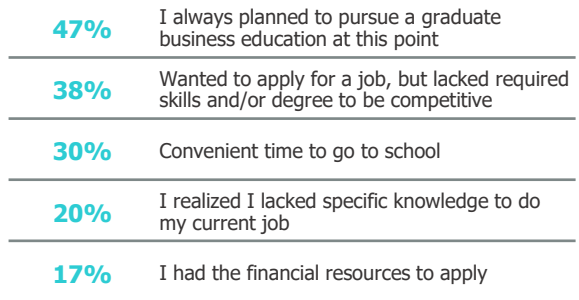 47% I always planned to pursue a graduate
business education at this point
38% Wanted to apply for a job, but lacked required
skills and/or degree to be competitive
30% Convenient time to go to school
20% I realized I lacked specific knowledge to do
my current job
17% I had the financial resources to apply